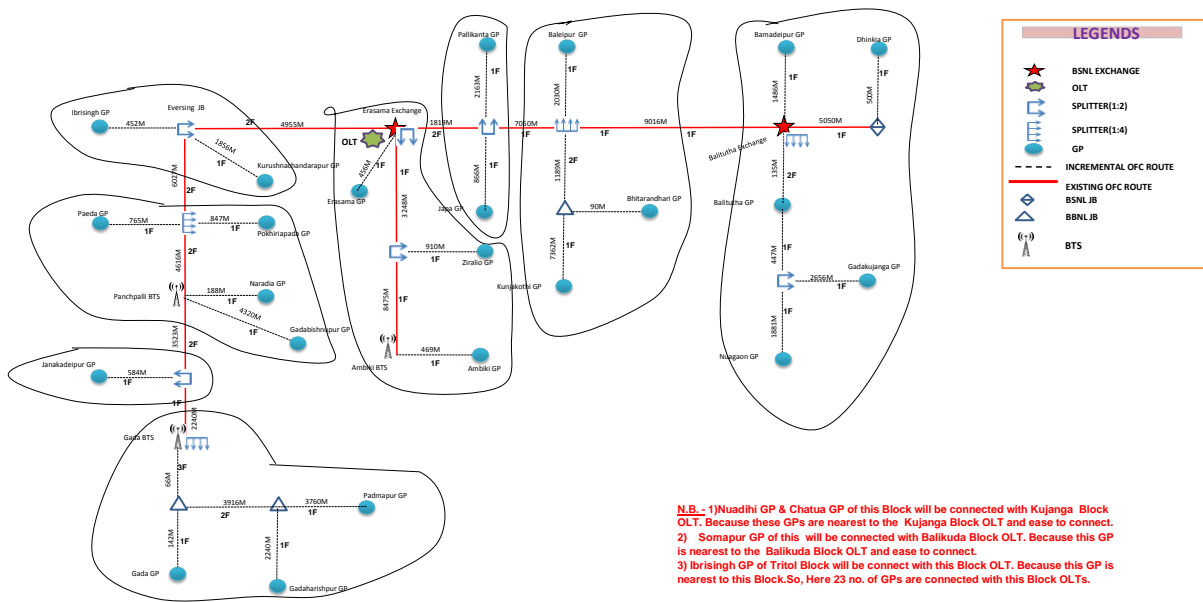 Pallikanta GP
Baleipur GP
Bamadeipur GP
Dhinkia GP
LEGENDS
BSNL EXCHANGE
OLT
SPLITTER(1:2)
SPLITTER(1:4)
GP
INCREMENTAL OFC ROUTE
EXISTING OFC ROUTE
BSNL JB
BBNL JB
BTS
1F
2163M
1F
2030M
1F
1486M
1F
500M
Ibrisingh GP
Eversing JB
452M
1F
2F
4955M
Erasama Exchange
OLT
1819M
2F
7050M
1F
1F
9016M
5050M
1F
Balitutha Exchange
1856M
1F
Kurushnachandarapur GP
6027M
2F
456M
1F
Erasama GP
1F
3248M
866M
1F
Japa GP
1189M
2F
90M
Bhitarandhari GP
135M
2F
Balitutha GP
Paeda GP
765M
1F
847M
1F
Pokhiriapada GP
910M
1F
Ziralio GP
7362M
1F
Kunjakothi GP
447M
1F
2656M
Gadakujanga GP
4616M
2F
Panchpalli BTS
188M
1F
Naradia GP
4320M
1F
Gadabishnupur GP
8475M
1F
Ambiki BTS
469M
1F
Ambiki GP
1881M
1F
Nuagaon GP
3523M
2F
Janakadeipur GP
584M
1F
1F
2240M
Gada BTS
3F
66M
3916M
2F
3760M
1F
Padmapur GP
142M
1F
Gada GP
2240M
1F
Gadaharishpur GP
N.B. - 1)Nuadihi GP & Chatua GP of this Block will be connected with Kujanga Block
OLT. Because these GPs are nearest to the Kujanga Block OLT and ease to connect.
2) Somapur GP of this will be connected with Balikuda Block OLT. Because this GP
is nearest to the Balikuda Block OLT and ease to connect.
3) Ibrisingh GP of Tritol Block will be connect with this Block OLT. Because this GP is
nearest to this Block.So, Here 23 no. of GPs are connected with this Block OLTs.